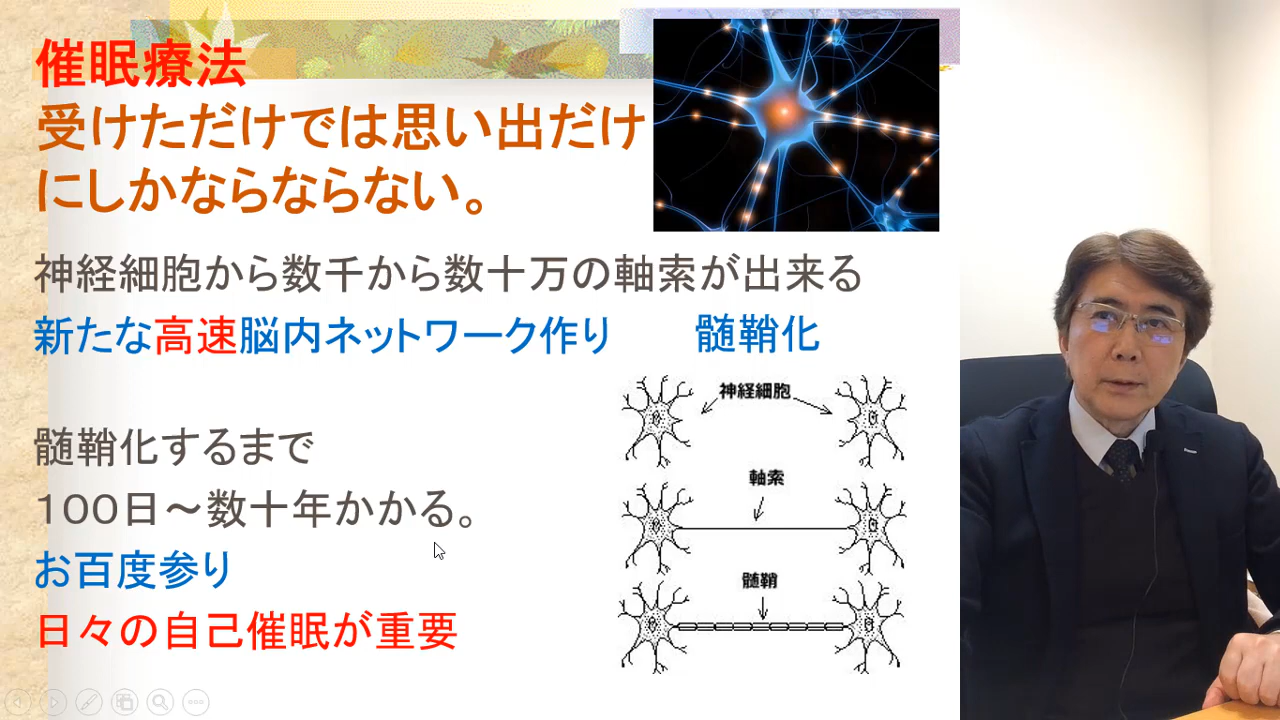 催眠療法
受けただけでは思い出だけ
にしかならならない。
神経細胞から数千から数十万の軸索が出来る
新たな高速脳内ネットワーク作り 髄鞘化
髄鞘化するまで
１００日～数十年かかる。
お百度参り
日々の自己催眠が重要
神経細胞
軸索
髄鞘